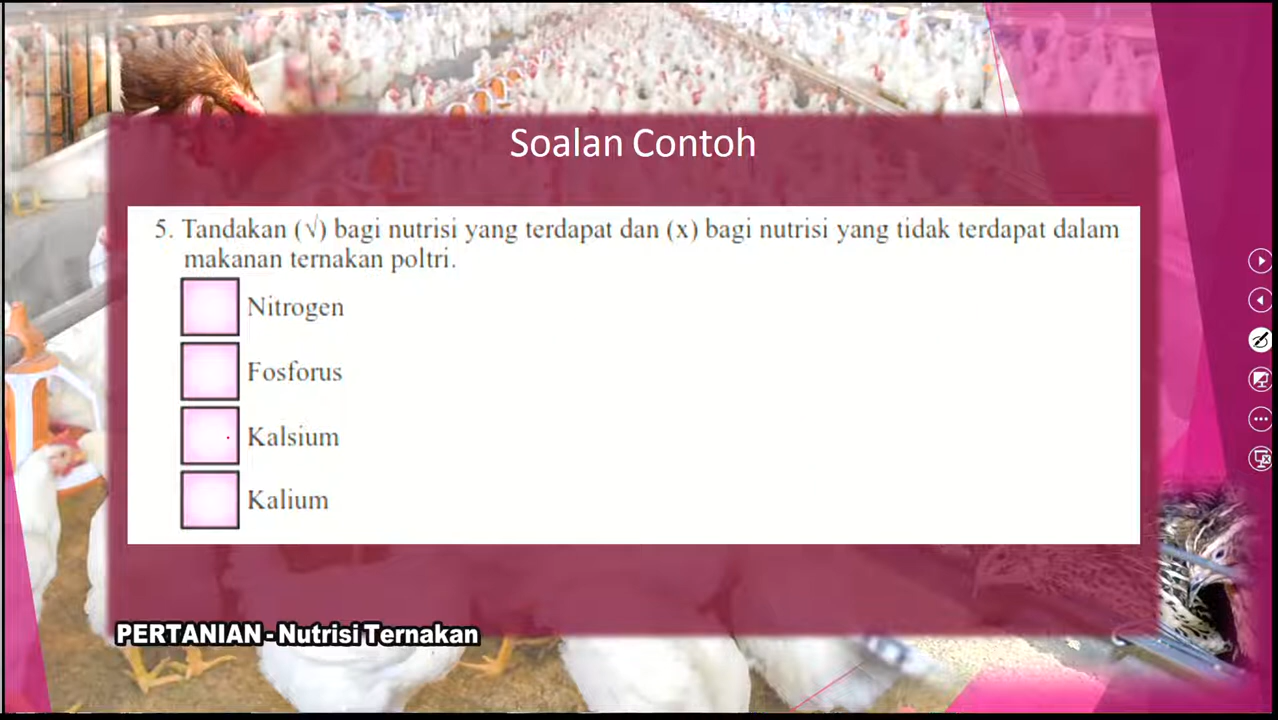 Soalan Contoh
5. Tandakan (√) bagi nutrisi yang terdapat dan (x) bagi nutrisi yang tidak terdapat dalam
makanan ternakan poltri.
Nitrogen
Fosforus
Kalsium
Kalium
PERTANIAN - Nutrisi Ternakan